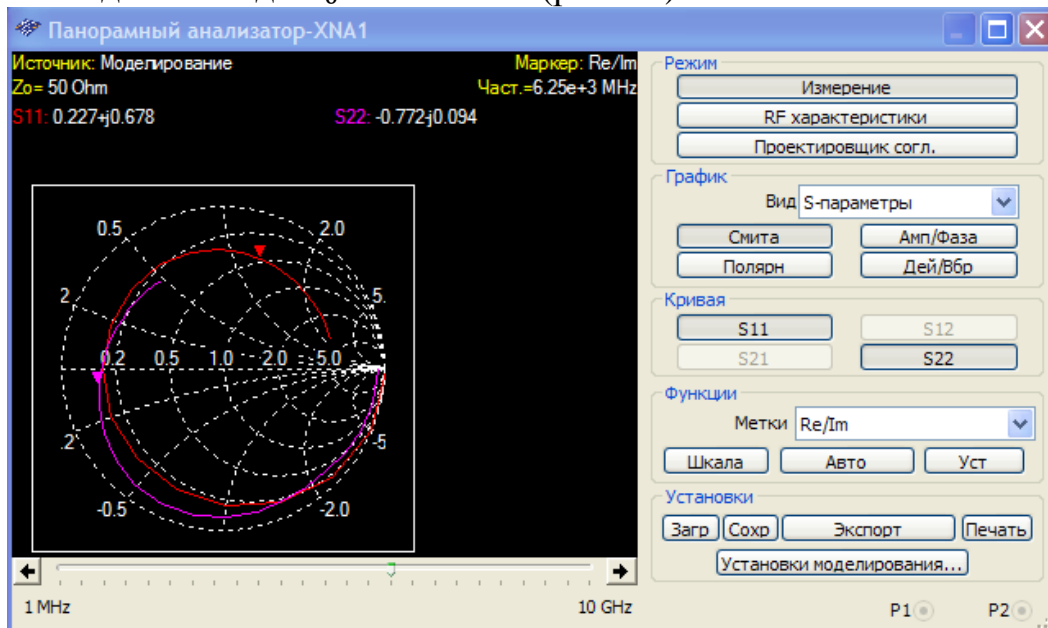 Панорамный анализатор-XNA1
Источник: Моделирование Маркер: Re/Im
Zo= 50 Ohm Част.=6.25e+3 MHz
S11: 0.227+j0.678 S22: -0.772-j0.094
0.5 2.0
.2 5.
0.2 0.5 1.0 2.0 5.0
.2 -5
-0.5 -2.0
1 MHz 10 GHz
Режим
Измерение
RF характеристики
Проектировщик согл.
График
Вид S-параметры
Смита Амп/Фаза
Полярн Дей/Вбр
Кривая
S11 S12
S21 S22
Функции
Метки Re/Im
Шкала Авто Уст
Установки
Загр Сохр Экспорт Печать
Установки моделирования...
P1 P2